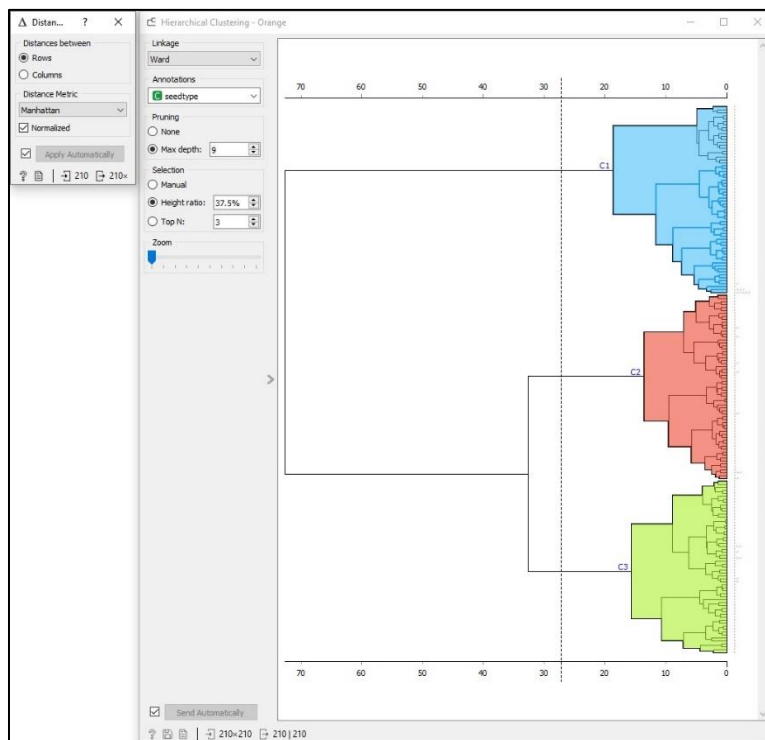 Distan... ? ×
Distances between
Rows
Columns
Distance Metric
Manhattan
Normalized
Apply Automatically
? 210 210×
Hierarchical Clustering - Orange
Linkage
Ward
Annotations
C seedtype
Pruning
None
Max depth: 9
Selection
Manual
Height ratio: 37.5%
Top N: 3
Zoom
70 60 50 40 30 20 10 0
C1
C2
C3
70 60 50 40 30 20 10 0
Send Automatically
? 210×210 210 | 210